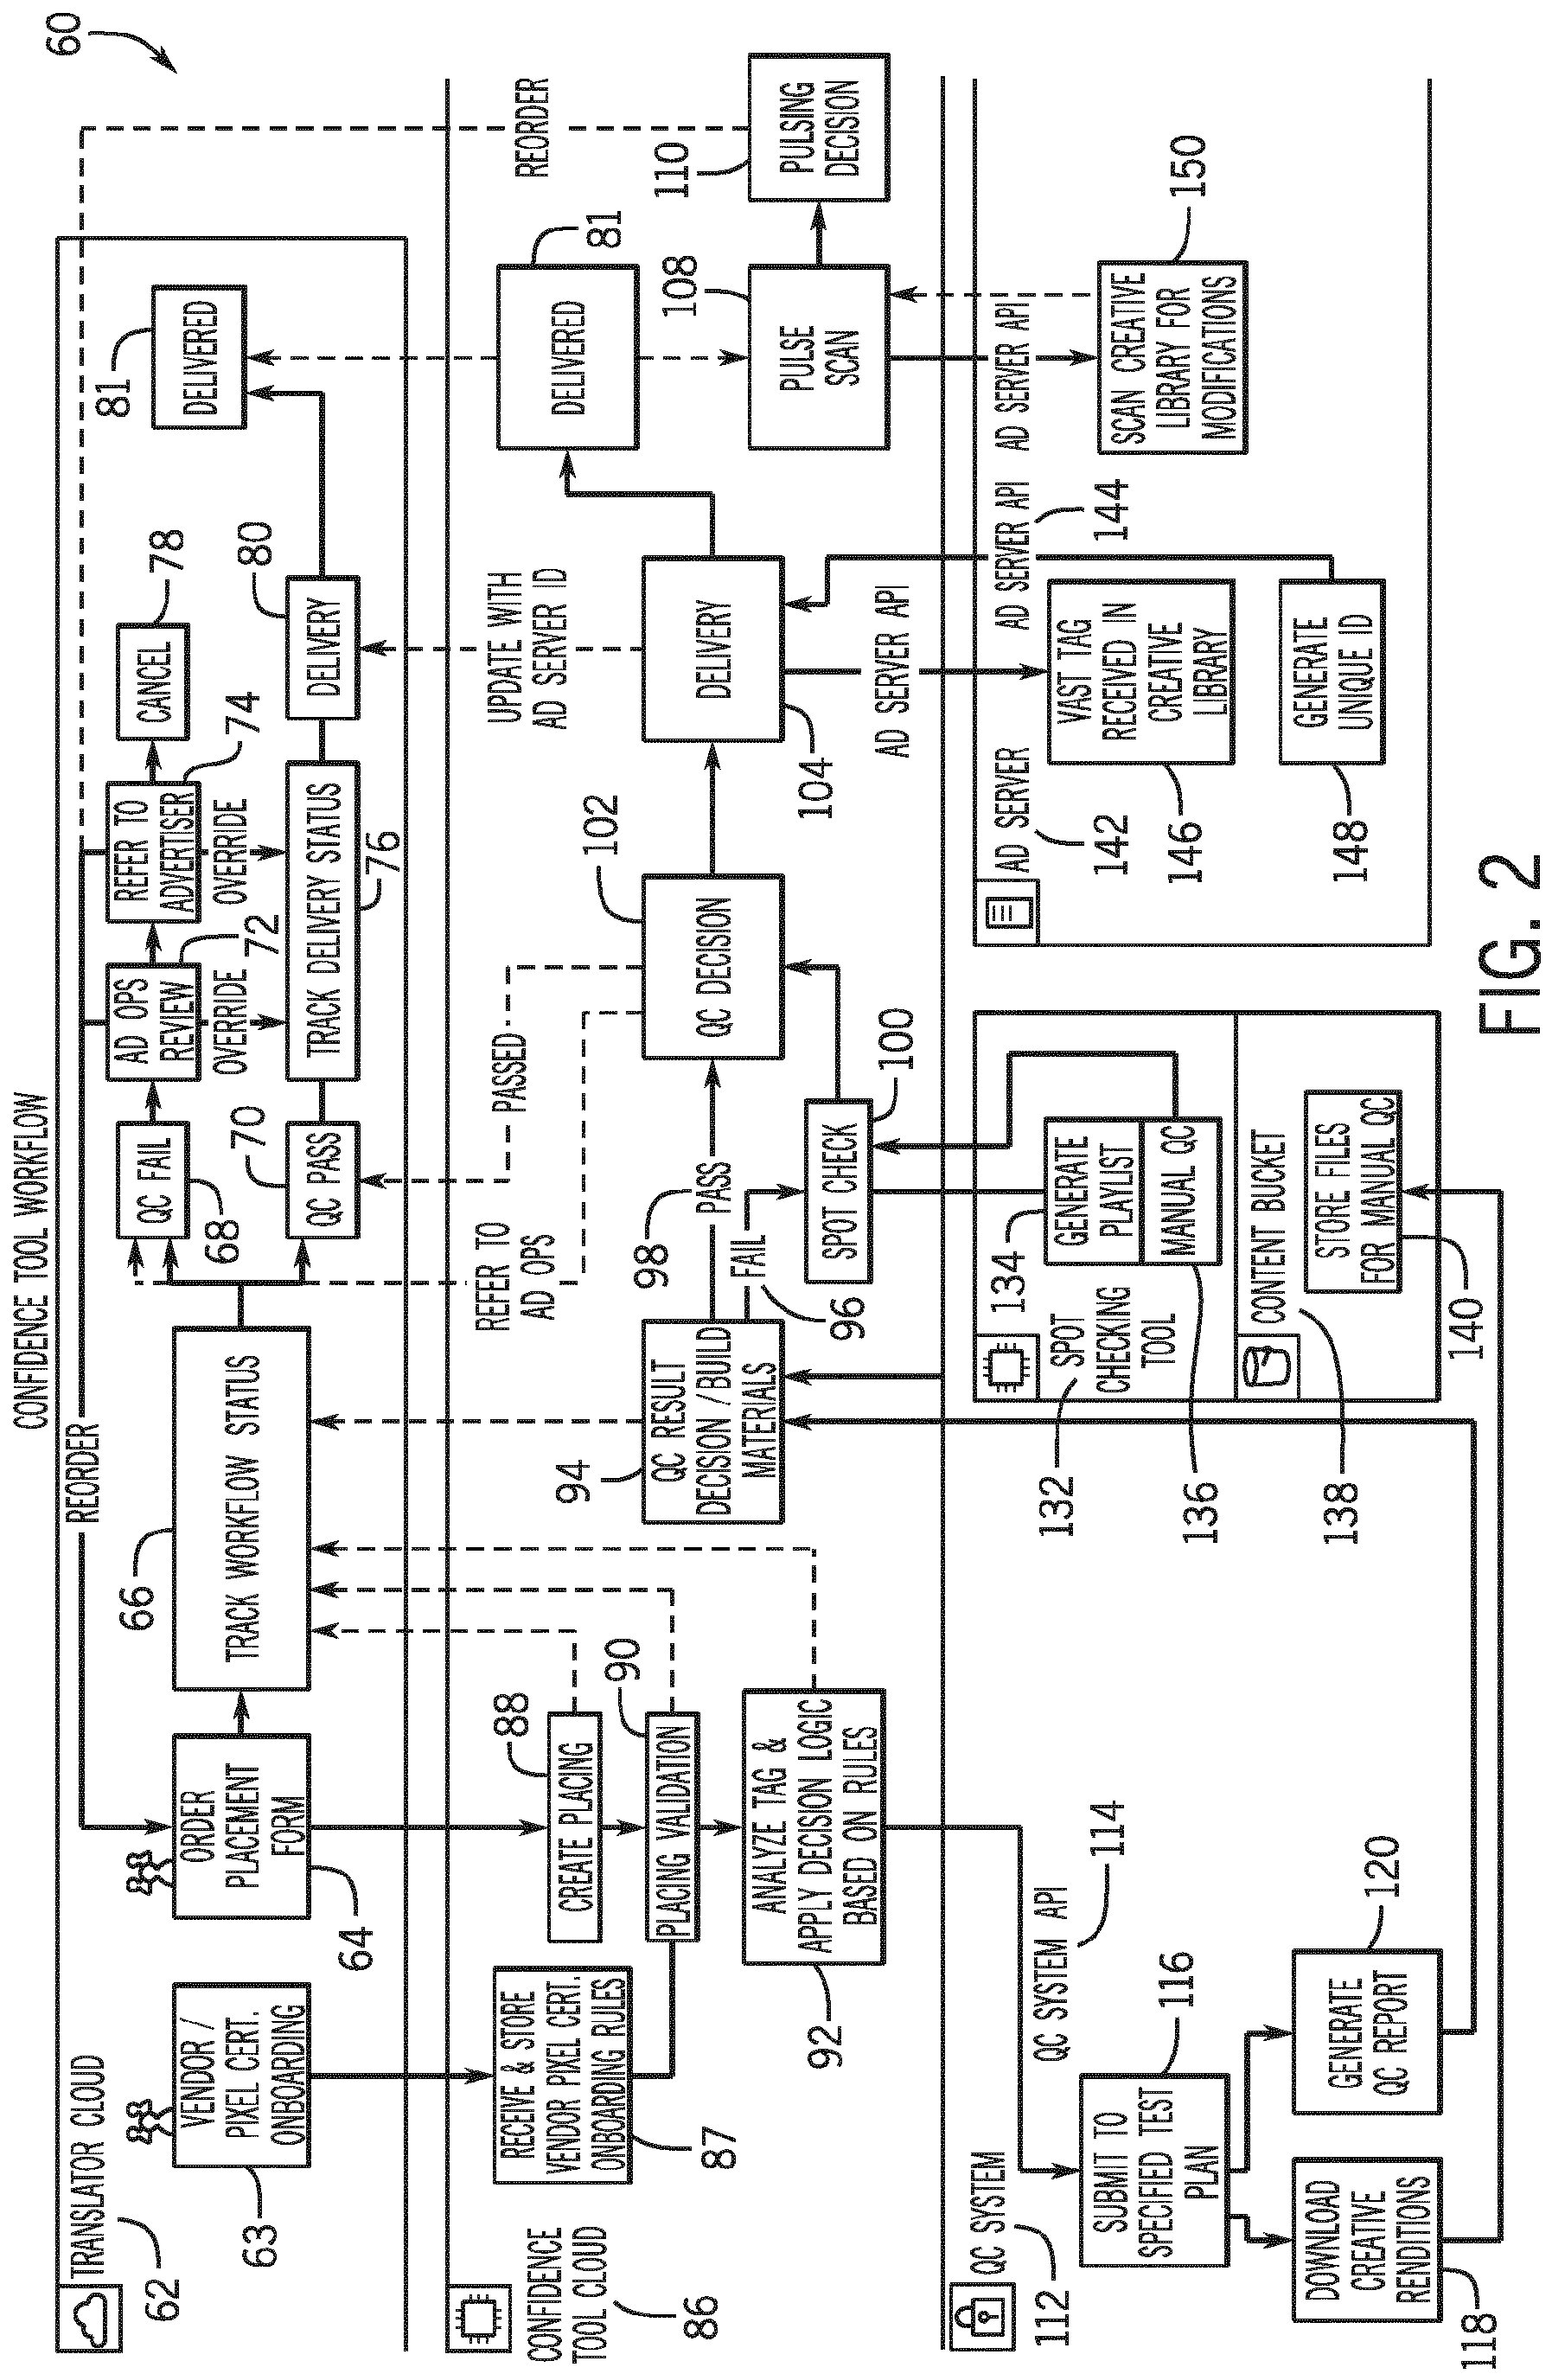 CONFIDENCE TOOL WORKFLOW
60
TRANSLATOR CLOUD
62
REORDER
VENDOR /
PIXEL CERT.
ONBOARDING
63
ORDER
PLACEMENT
FORM
64
66
TRACK WORKFLOW STATUS
QC FAIL
68
70
QC PASS
AD OPS
REVIEW
72
OVERRIDE
REFER TO
ADVERTISER
74
OVERRIDE
TRACK DELIVERY STATUS
76
CANCEL
78
80
DELIVERY
81
DELIVERED
CONFIDENCE
TOOL CLOUD
86
RECEIVE & STORE
VENDOR PIXEL CERT.
ONBOARDING RULES
87
88
CREATE PLACING
90
PLACING VALIDATION
ANALYZE TAG &
APPLY DECISION LOGIC
BASED ON RULES
92
94
QC RESULT
DECISION / BUILD
MATERIALS
REFER TO
AD OPS
PASSED
98
PASS
FAIL
96
SPOT CHECK
100
QC DECISION
102
UPDATE WITH
AD SERVER ID
DELIVERY
104
AD SERVER API
DELIVERED
81
REORDER
PULSE
SCAN
108
PULSING
DECISION
110
QC SYSTEM
112
QC SYSTEM API
114
SUBMIT TO
SPECIFIED TEST
PLAN
116
DOWNLOAD
CREATIVE
RENDITIONS
118
GENERATE
QC REPORT
120
SPOT
CHECKING
TOOL
132
134
GENERATE
PLAYLIST
MANUAL QC
136
CONTENT BUCKET
138
STORE FILES
FOR MANUAL QC
140
AD SERVER
142
AD SERVER API
144
AD SERVER API
VAST TAG
RECEIVED IN
CREATIVE
LIBRARY
146
GENERATE
UNIQUE ID
148
SCAN CREATIVE
LIBRARY FOR
MODIFICATIONS
150
FIG. 2